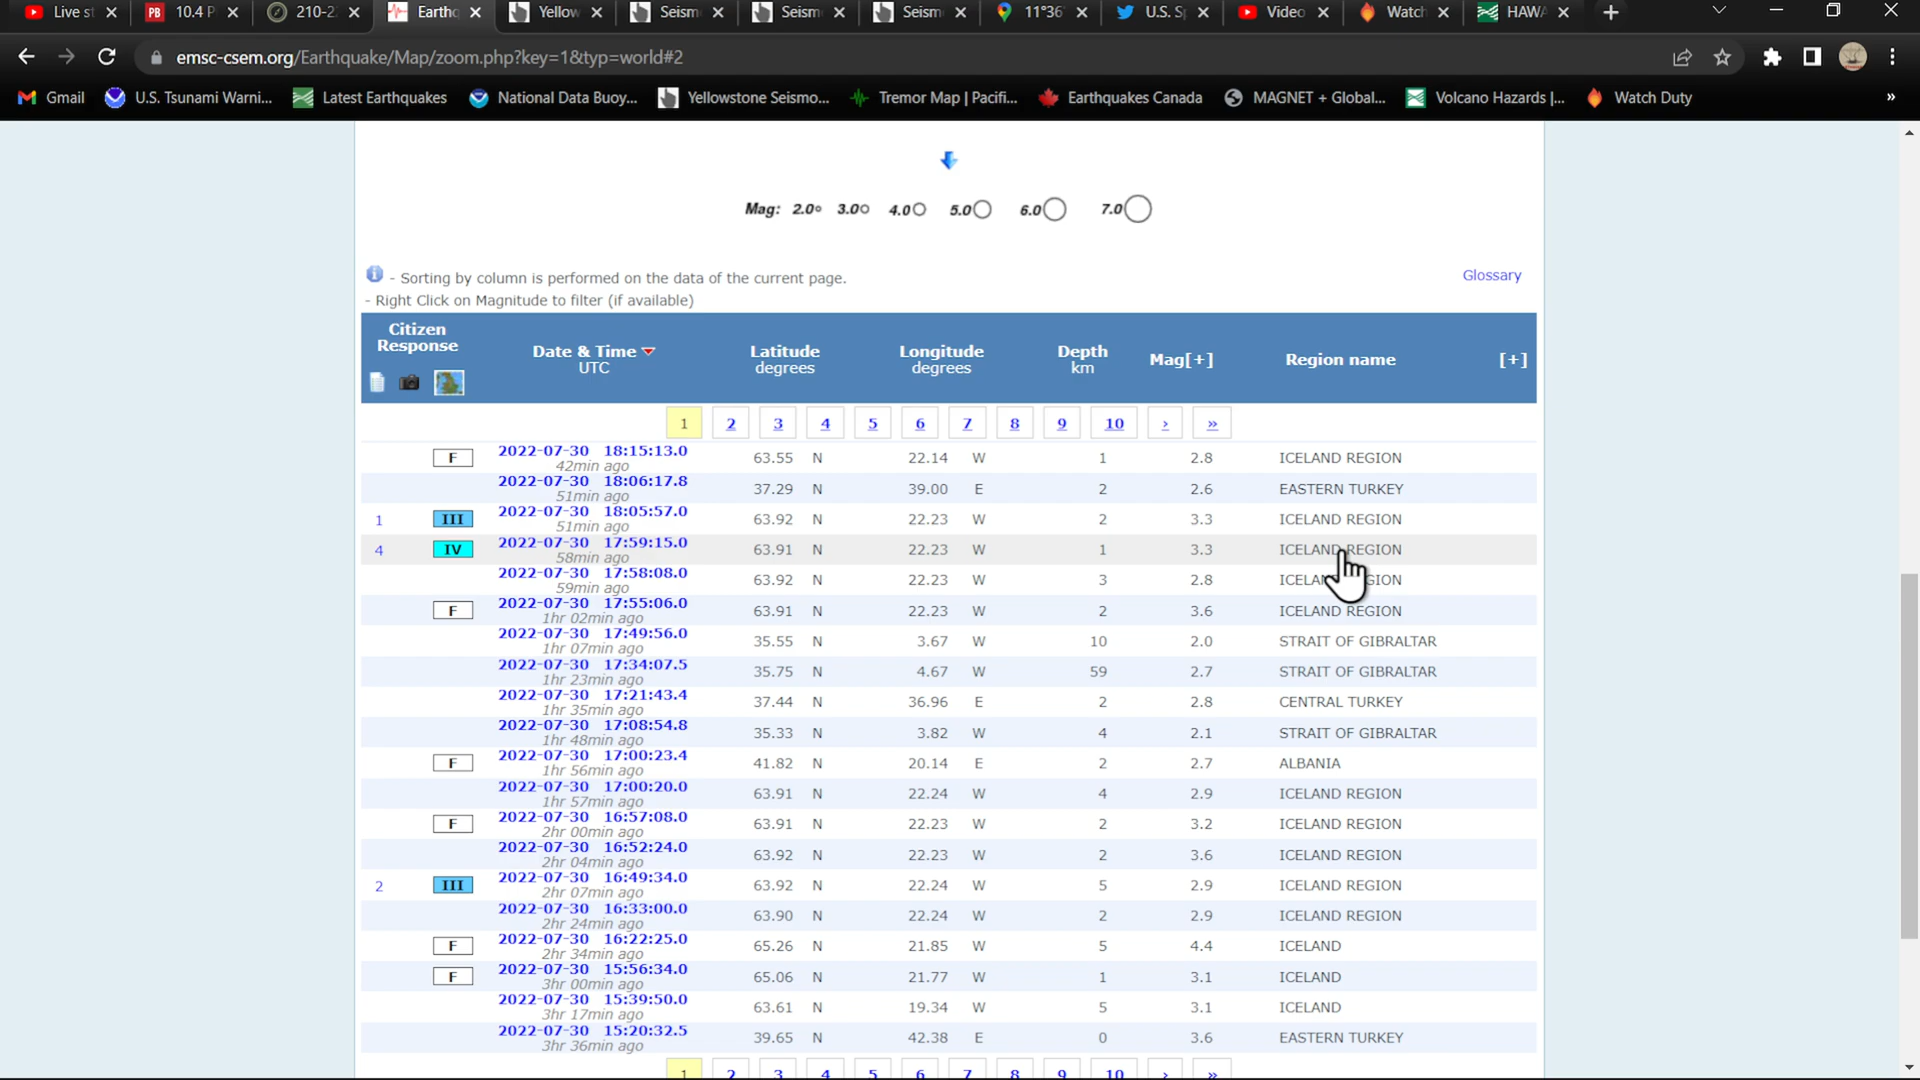 Live st
10.4 P
210-2
Earthq
Yellow
Seism
Seism
Seism
11°36'
U.S. S
Video
Watch
HAWA
emsc-csem.org/Earthquake/Map/zoom.php?key=1&typ=world#2
Gmail
U.S. Tsunami Warni...
Latest Earthquakes
National Data Buoy...
Yellowstone Seismo...
Tremor Map | Pacifi...
Earthquakes Canada
MAGNET + Global...
Volcano Hazards |...
Watch Duty
»
Mag: 2.0 3.0 4.0 5.0 6.0 7.0
- Sorting by column is performed on the data of the current page.
Glossary
- Right Click on Magnitude to filter (if available)
Citizen Response
Date & Time UTC
Latitude degrees
Longitude degrees
Depth km
Mag[+]
Region name
[+]
1 2 3 4 5 6 7 8 9 10 › »
F 2022-07-30 18:15:13.0 63.55 N 22.14 W 1 2.8 ICELAND REGION
42min ago
2022-07-30 18:06:17.8 37.29 N 39.00 E 2 2.6 EASTERN TURKEY
51min ago
1 III 2022-07-30 18:05:57.0 63.92 N 22.23 W 2 3.3 ICELAND REGION
51min ago
4 IV 2022-07-30 17:59:15.0 63.91 N 22.23 W 1 3.3 ICELAND REGION
58min ago
2022-07-30 17:58:08.0 63.92 N 22.23 W 3 2.8
59min ago
F 2022-07-30 17:55:06.0 63.91 N 22.23 W 2 3.6 ICELAND REGION
1hr 02min ago
2022-07-30 17:49:56.0 35.55 N 3.67 W 10 2.0 STRAIT OF GIBRALTAR
1hr 07min ago
2022-07-30 17:34:07.5 35.75 N 4.67 W 59 2.7 STRAIT OF GIBRALTAR
1hr 23min ago
2022-07-30 17:21:43.4 37.44 N 36.96 E 2 2.8 CENTRAL TURKEY
1hr 35min ago
2022-07-30 17:08:54.8 35.33 N 3.82 W 4 2.1 STRAIT OF GIBRALTAR
1hr 48min ago
F 2022-07-30 17:00:23.4 41.82 N 20.14 E 2 2.7 ALBANIA
1hr 56min ago
2022-07-30 17:00:20.0 63.91 N 22.24 W 4 2.9 ICELAND REGION
1hr 57min ago
F 2022-07-30 16:57:08.0 63.91 N 22.23 W 2 3.2 ICELAND REGION
2hr 00min ago
2022-07-30 16:52:24.0 63.92 N 22.23 W 2 3.6 ICELAND REGION
2hr 04min ago
2 III 2022-07-30 16:49:34.0 63.92 N 22.24 W 5 2.9 ICELAND REGION
2hr 07min ago
2022-07-30 16:33:00.0 63.90 N 22.24 W 2 2.9 ICELAND REGION
2hr 24min ago
F 2022-07-30 16:22:25.0 65.26 N 21.85 W 5 4.4 ICELAND
2hr 34min ago
F 2022-07-30 15:56:34.0 65.06 N 21.77 W 1 3.1 ICELAND
3hr 00min ago
2022-07-30 15:39:50.0 63.61 N 19.34 W 5 3.1 ICELAND
3hr 17min ago
2022-07-30 15:20:32.5 39.65 N 42.38 E 0 3.6 EASTERN TURKEY
3hr 36min ago
1 2 3 4 5 6 7 8 9 10 › »